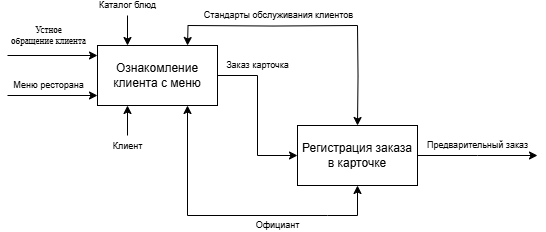 Каталог блюд
Стандарты обслуживания клиентов
Устное
обращение клиента
Ознакомление
клиента с меню
Заказ карточка
Меню ресторана
Клиент
Регистрация заказа
в карточке
Предварительный заказ
Официант